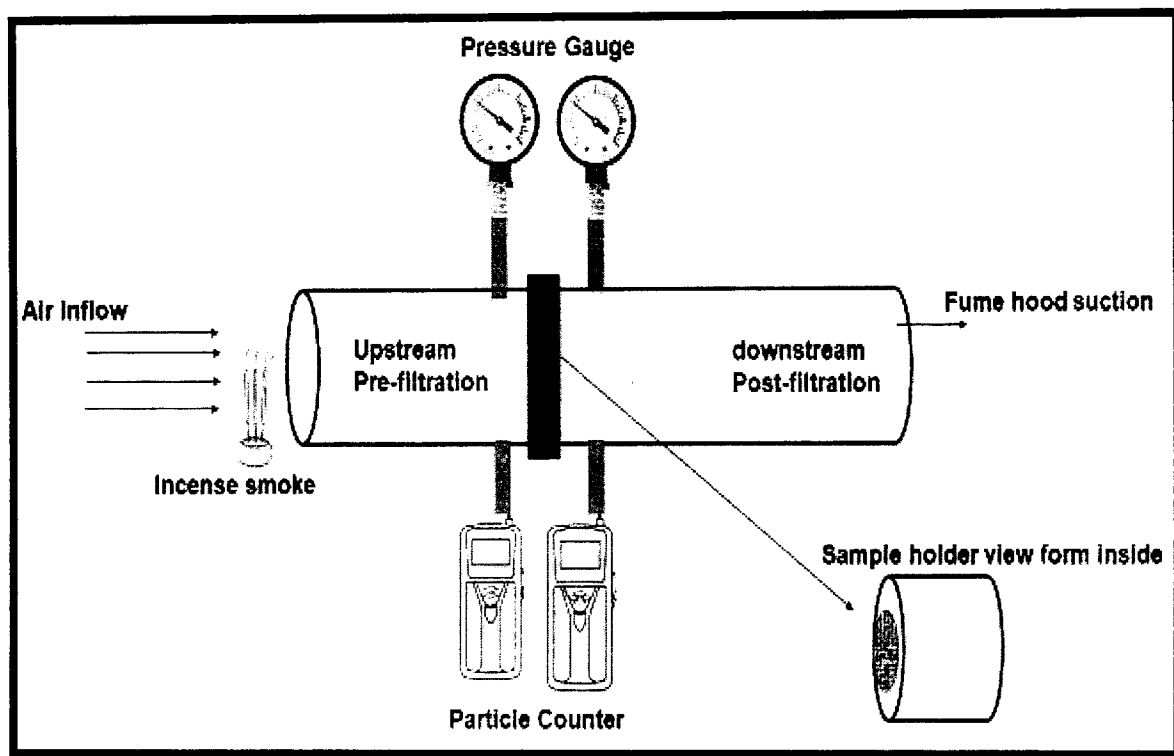 Pressure Gauge
Air Inflow
Upstream
Pre-filtration
downstream
Post-filtration
Fume hood suction
Incense smoke
Sample holder view form inside
Particle Counter